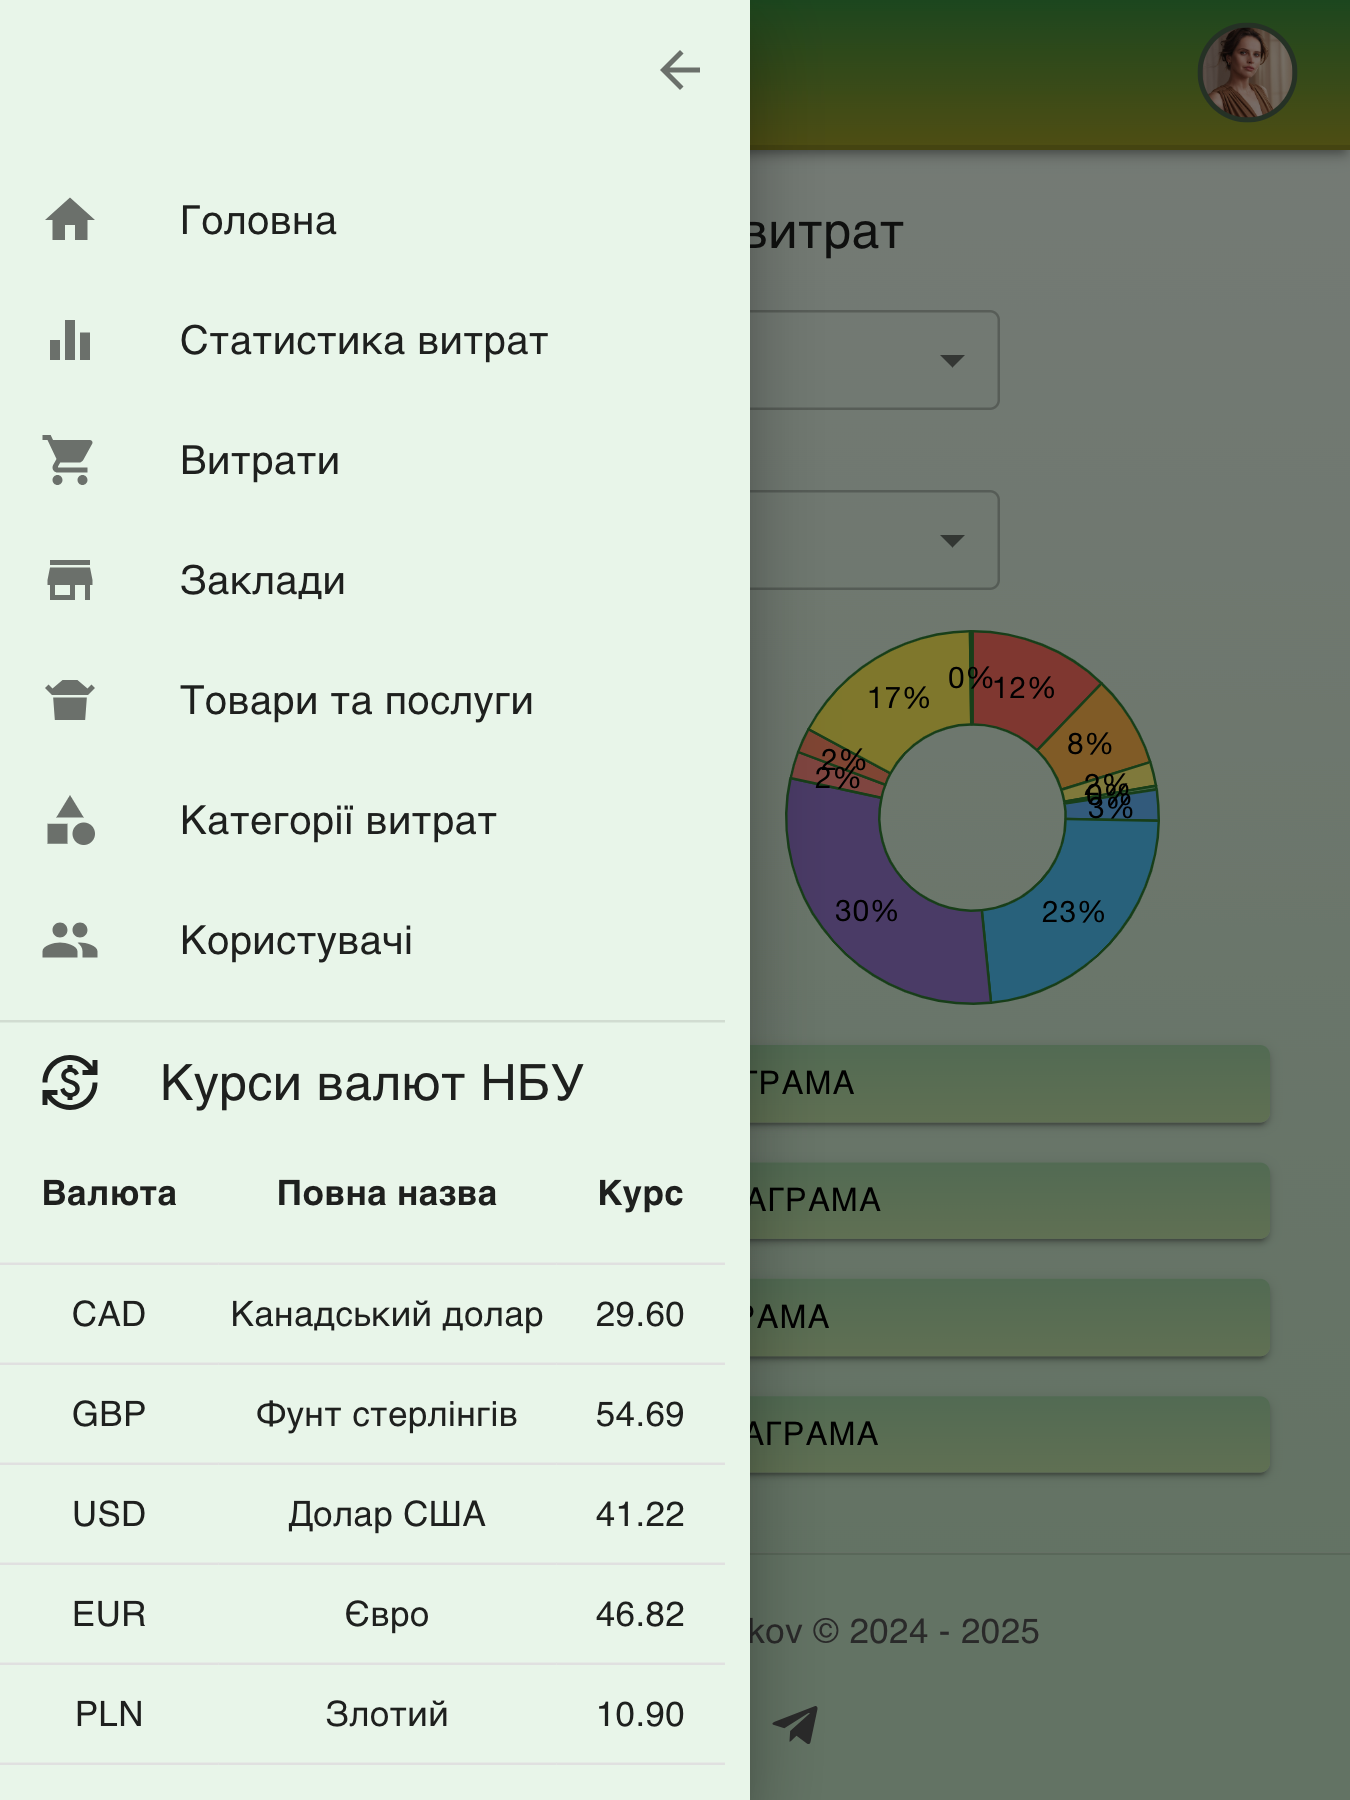 Головна
Статистика витрат
Витрати
Заклади
Товари та послуги
Категорії витрат
Користувачі
Курси валют НБУ
Валюта Повна назва Курс
CAD Канадський долар 29.60
GBP Фунт стерлінгів 54.69
USD Долар США 41.22
EUR Євро 46.82
PLN Злотий 10.90
витрат
0%
12%
17%
8%
2%
2%
2%
0%
3%
30%
23%
ГРАМА
АГРАМА
РАМА
АГРАМА
kov © 2024 - 2025